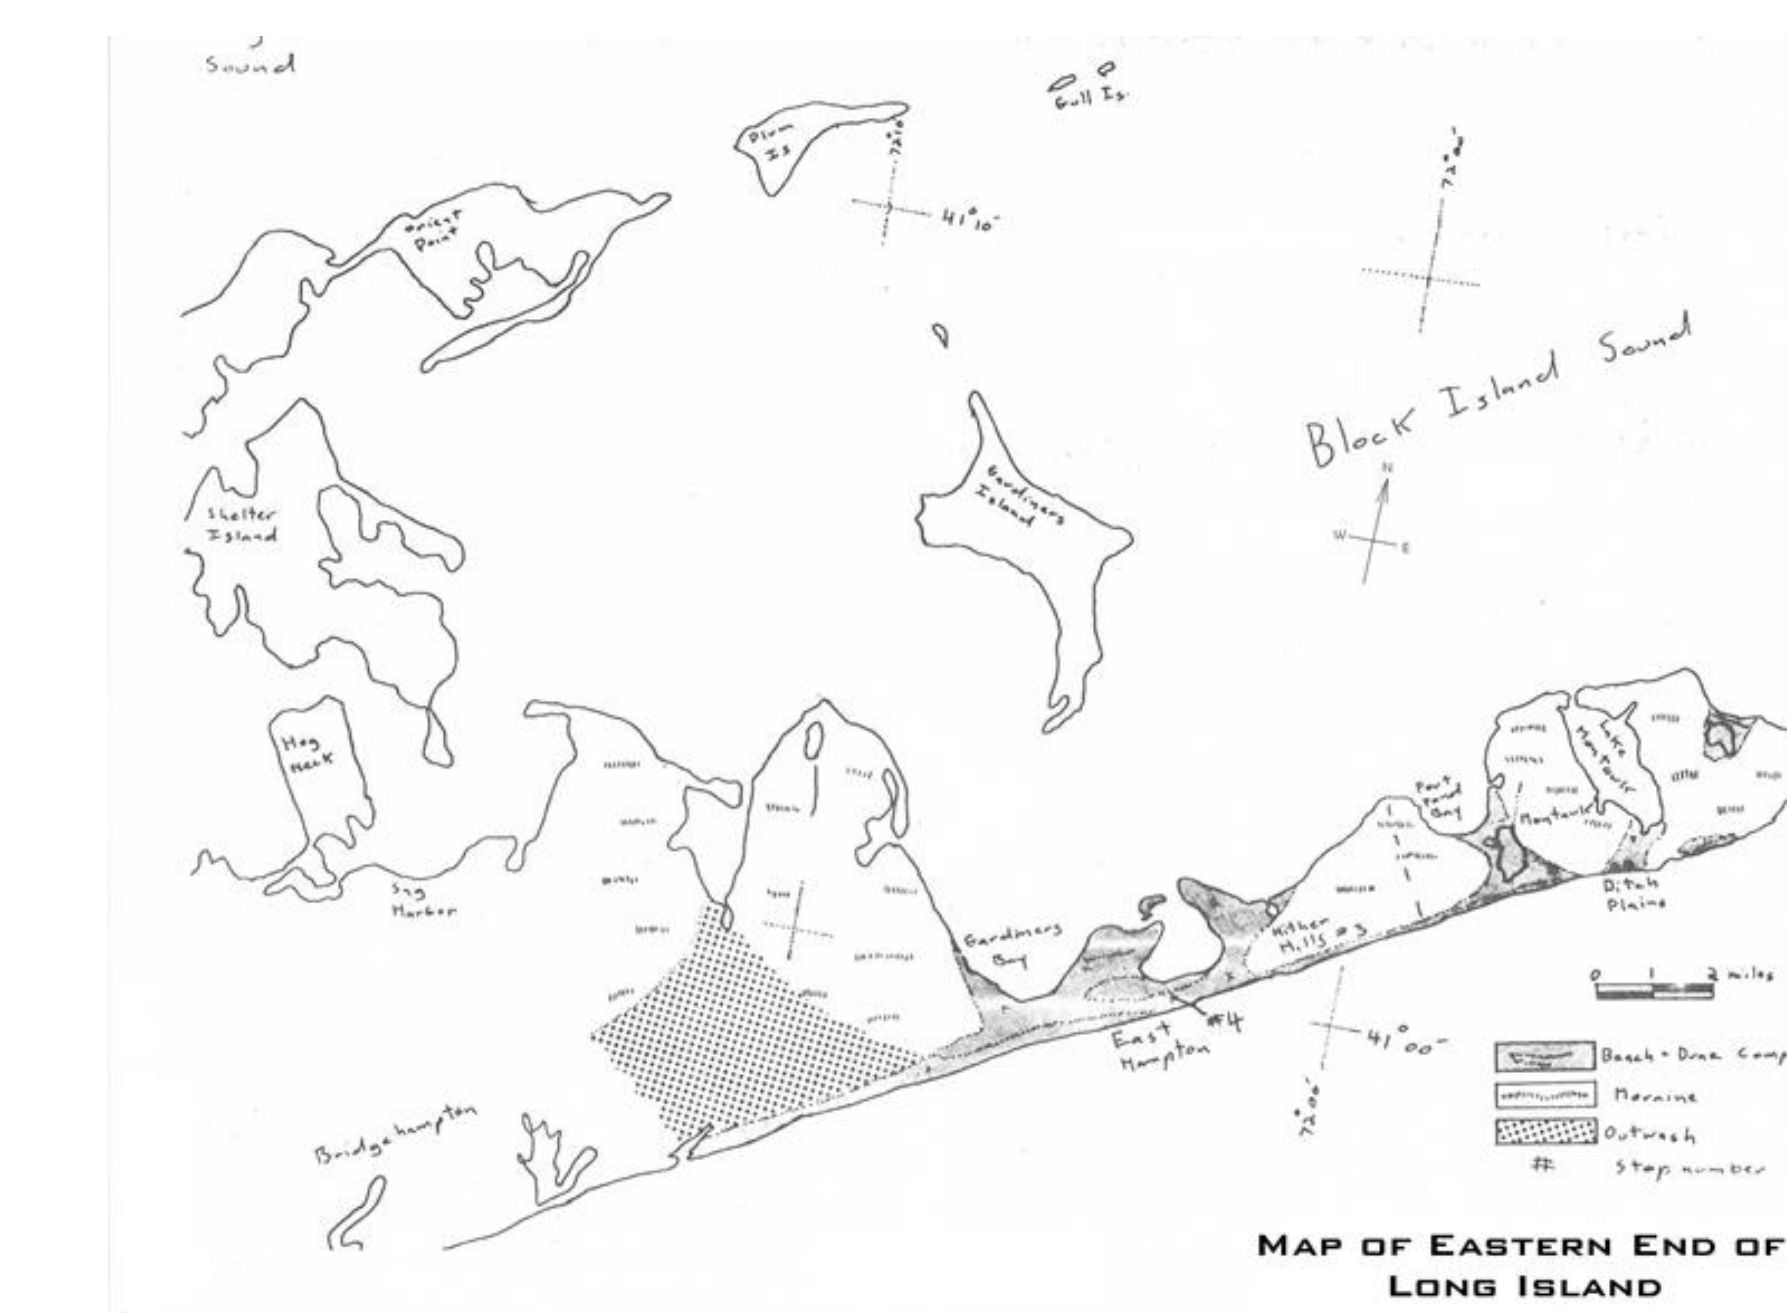 Sound
Gull Is.
Plum
Is
72°10'
41°10'
72°00'
Orient
Point
Block Island Sound
N
W E
Gardiners
Island
Shelter
Island
Hog
Neck
Lake
Montauk
Fort
Pond
Bay
Montauk
Sag
Harbor
Ditch
Plains
Gardiners
Bay
Hither
Hills #3
0 1 2 miles
#4
East
Hampton
41°00'
72°00'
Beach-Dune Comp
Moraine
Outwash
# Stop number
Bridgehampton
MAP OF EASTERN END OF
LONG ISLAND